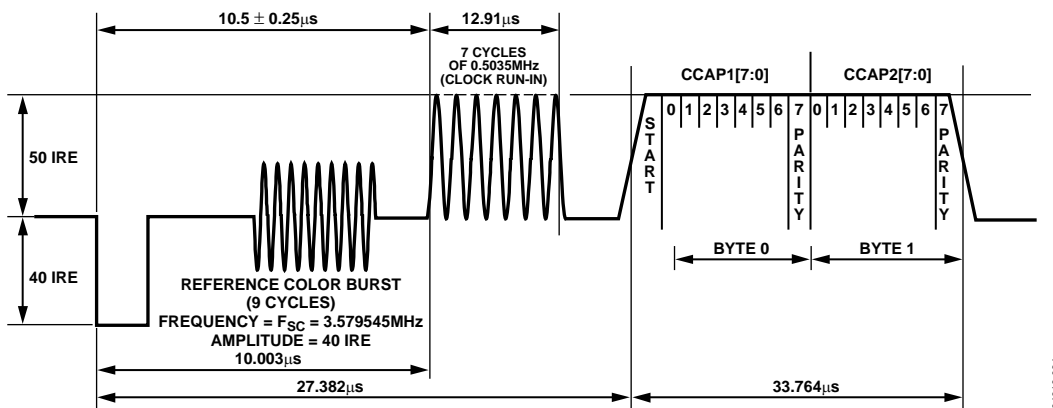 10.5 ± 0.25μs
12.91μs
7 CYCLES
OF 0.5035MHz
(CLOCK RUN-IN)
CCAP1[7:0]
CCAP2[7:0]
0 1 2 3 4 5 6 7 0 1 2 3 4 5 6 7
START
PARITY
PARITY
50 IRE
40 IRE
BYTE 0
BYTE 1
REFERENCE COLOR BURST
(9 CYCLES)
FREQUENCY = FSC = 3.579545MHz
AMPLITUDE = 40 IRE
10.003μs
27.382μs
33.764μs